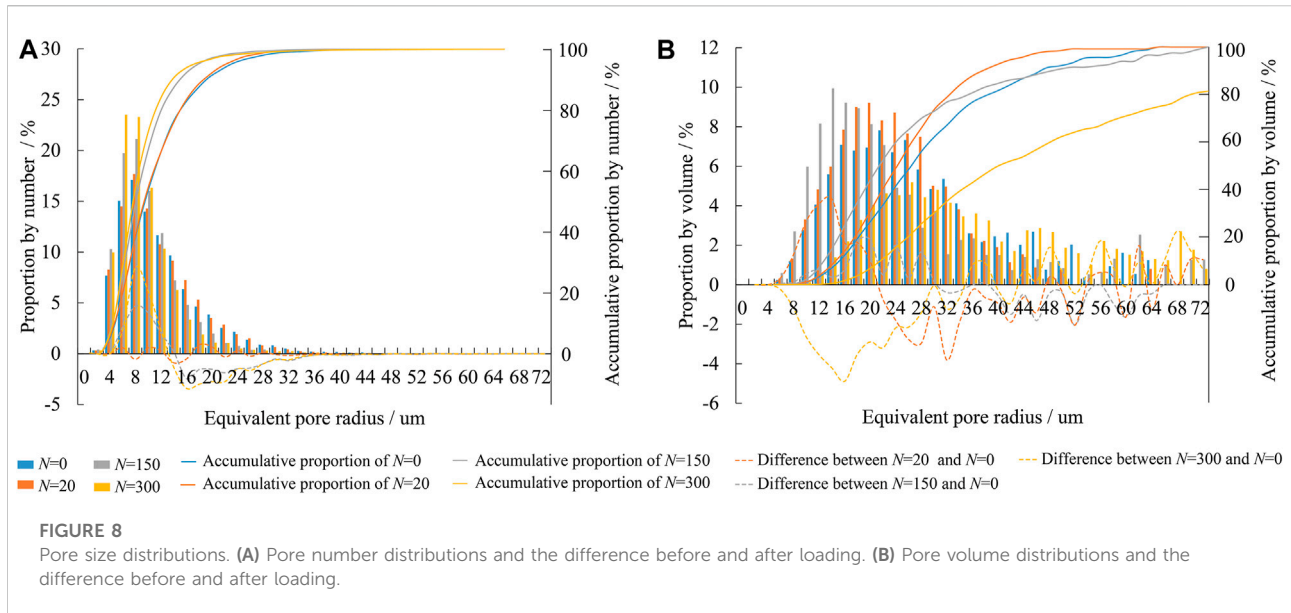 A
B
30
25
20
15
10
5
0
-5
Proportion by number / %
100
80
60
40
20
0
Accumulative proportion by number / %
0 4 8 12 16 20 24 28 32 36 40 44 48 52 56 60 64 68 72
Equivalent pore radius / um
12
10
8
6
4
2
0
-2
-4
-6
Proportion by volume / %
100
80
60
40
20
0
Accumulative proportion by volume / %
0 4 8 12 16 20 24 28 32 36 40 44 48 52 56 60 64 68 72
Equivalent pore radius / um
N=0 N=150 Accumulative proportion of N=0 Accumulative proportion of N=150 Difference between N=20 and N=0 Difference between N=300 and N=0
N=20 N=300 Accumulative proportion of N=20 Accumulative proportion of N=300 Difference between N=150 and N=0
FIGURE 8
Pore size distributions. (A) Pore number distributions and the difference before and after loading. (B) Pore volume distributions and the
difference before and after loading.